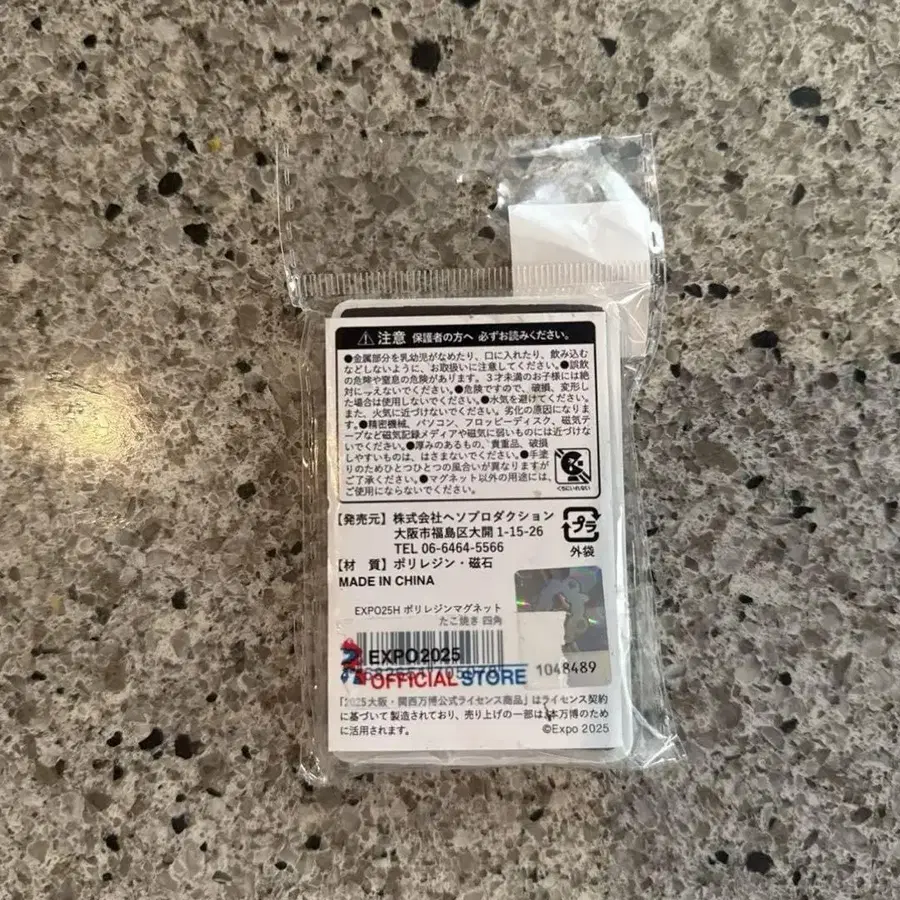 注意 保護者の方へ 必ずお読みください。
●金属部分を乳幼児がなめたり、口に入れたり、飲み込む
などしないように、お取扱いに注意してください。●誤飲
の危険や窒息の危険があります。3才未満のお子様には絶
対に与えないでください。●危険ですので、破損、変形し
た場合は使用しないでください。●水気を避けてください。
また、火気に近づけないでください。劣化の原因になりま
す。●精密機械、パソコン、フロッピーディスク、磁気テ
ープなど磁気記録メディアや磁気に弱いものには近づけな
いでください。●厚みのあるもの、貴重品、破損
しやすいものは、はさまないでください。●手塗
りのためひとつひとつの風合いが異なりますが
ご了承ください。●マグネット以外の用途には、
ご使用にならないでください。
くちにいれない
【発売元】株式会社ヘソプロダクション
大阪市福島区大開 1-15-26
TEL 06-6464-5566
プラ
外袋
【材　質】ポリレジン・磁石
MADE IN CHINA
EXPO25H ポリレジンマグネット
たこ焼き 四角
EXPO2025
OFFICIAL STORE
1048489
「2025大阪・関西万博公式ライセンス商品」はライセンス契約
に基づいて製造されており、売り上げの一部は本万博のため
に活用されます。
©Expo 2025